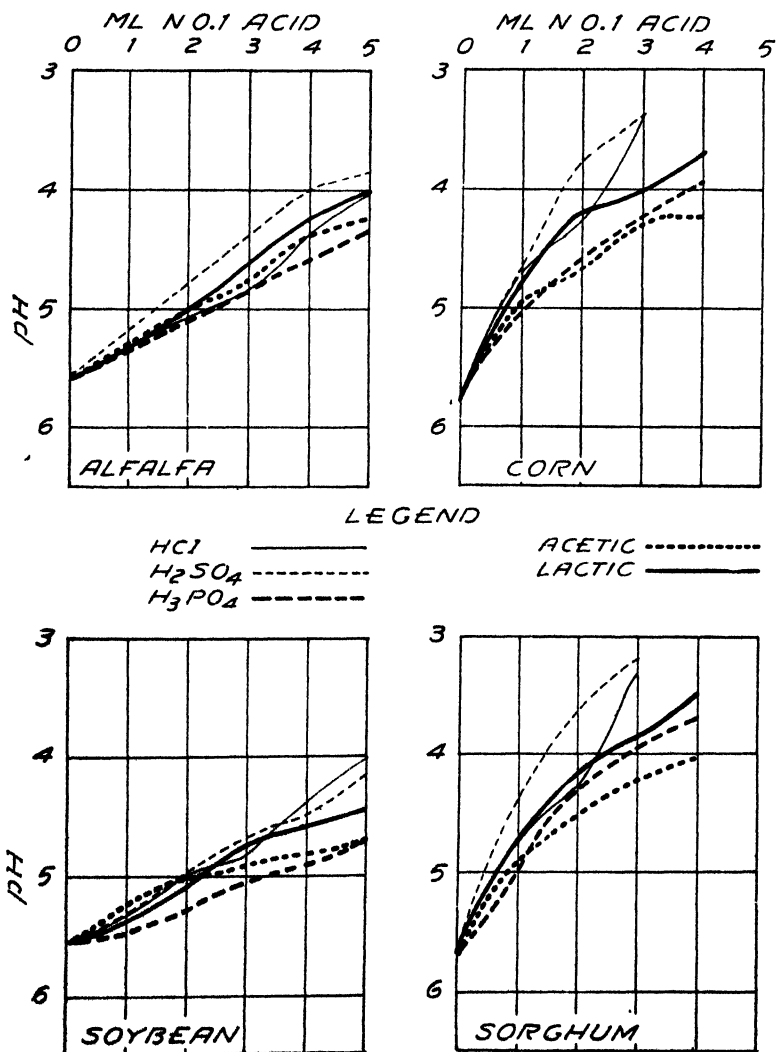 ML N 0.1 ACID
0 1 2 3 4 5
3
4
5
6
pH
ALFALFA
ML N 0.1 ACID
0 1 2 3 4 5
3
4
5
6
CORN
LEGEND
HCl
H₂SO₄
H₃PO₄
ACETIC
LACTIC
3
4
5
6
pH
SOYBEAN
3
4
5
6
SORGHUM